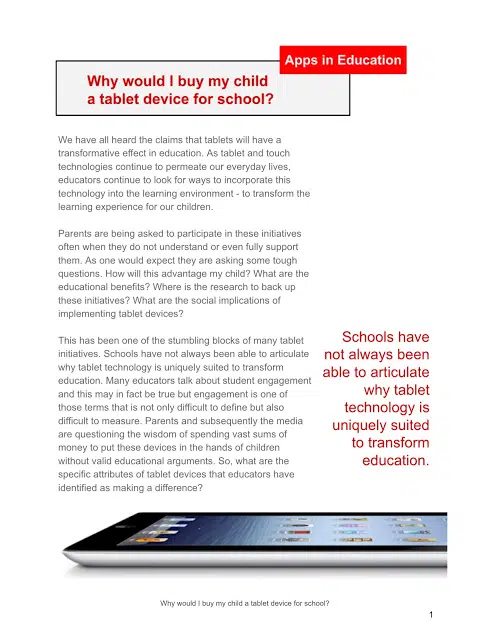 Apps in Education
Why would I buy my child
a tablet device for school?
We have all heard the claims that tablets will have a
transformative effect in education. As tablet and touch
technologies continue to permeate our everyday lives,
educators continue to look for ways to incorporate this
technology into the learning environment - to transform the
learning experience for our children.
Parents are being asked to participate in these initiatives
often when they do not understand or even fully support
them. As one would expect they are asking some tough
questions. How will this advantage my child? What are the
educational benefits? Where is the research to back up
these initiatives? What are the social implications of
implementing tablet devices?
This has been one of the stumbling blocks of many tablet
initiatives. Schools have not always been able to articulate
why tablet technology is uniquely suited to transform
education. Many educators talk about student engagement
and this may in fact be true but engagement is one of
those terms that is not only difficult to define but also
difficult to measure. Parents and subsequently the media
are questioning the wisdom of spending vast sums of
money to put these devices in the hands of children
without valid educational arguments. So, what are the
specific attributes of tablet devices that educators have
identified as making a difference?
Schools have
not always been
able to articulate
why tablet
technology is
uniquely suited
to transform
education.
Why would I buy my child a tablet device for school?
1